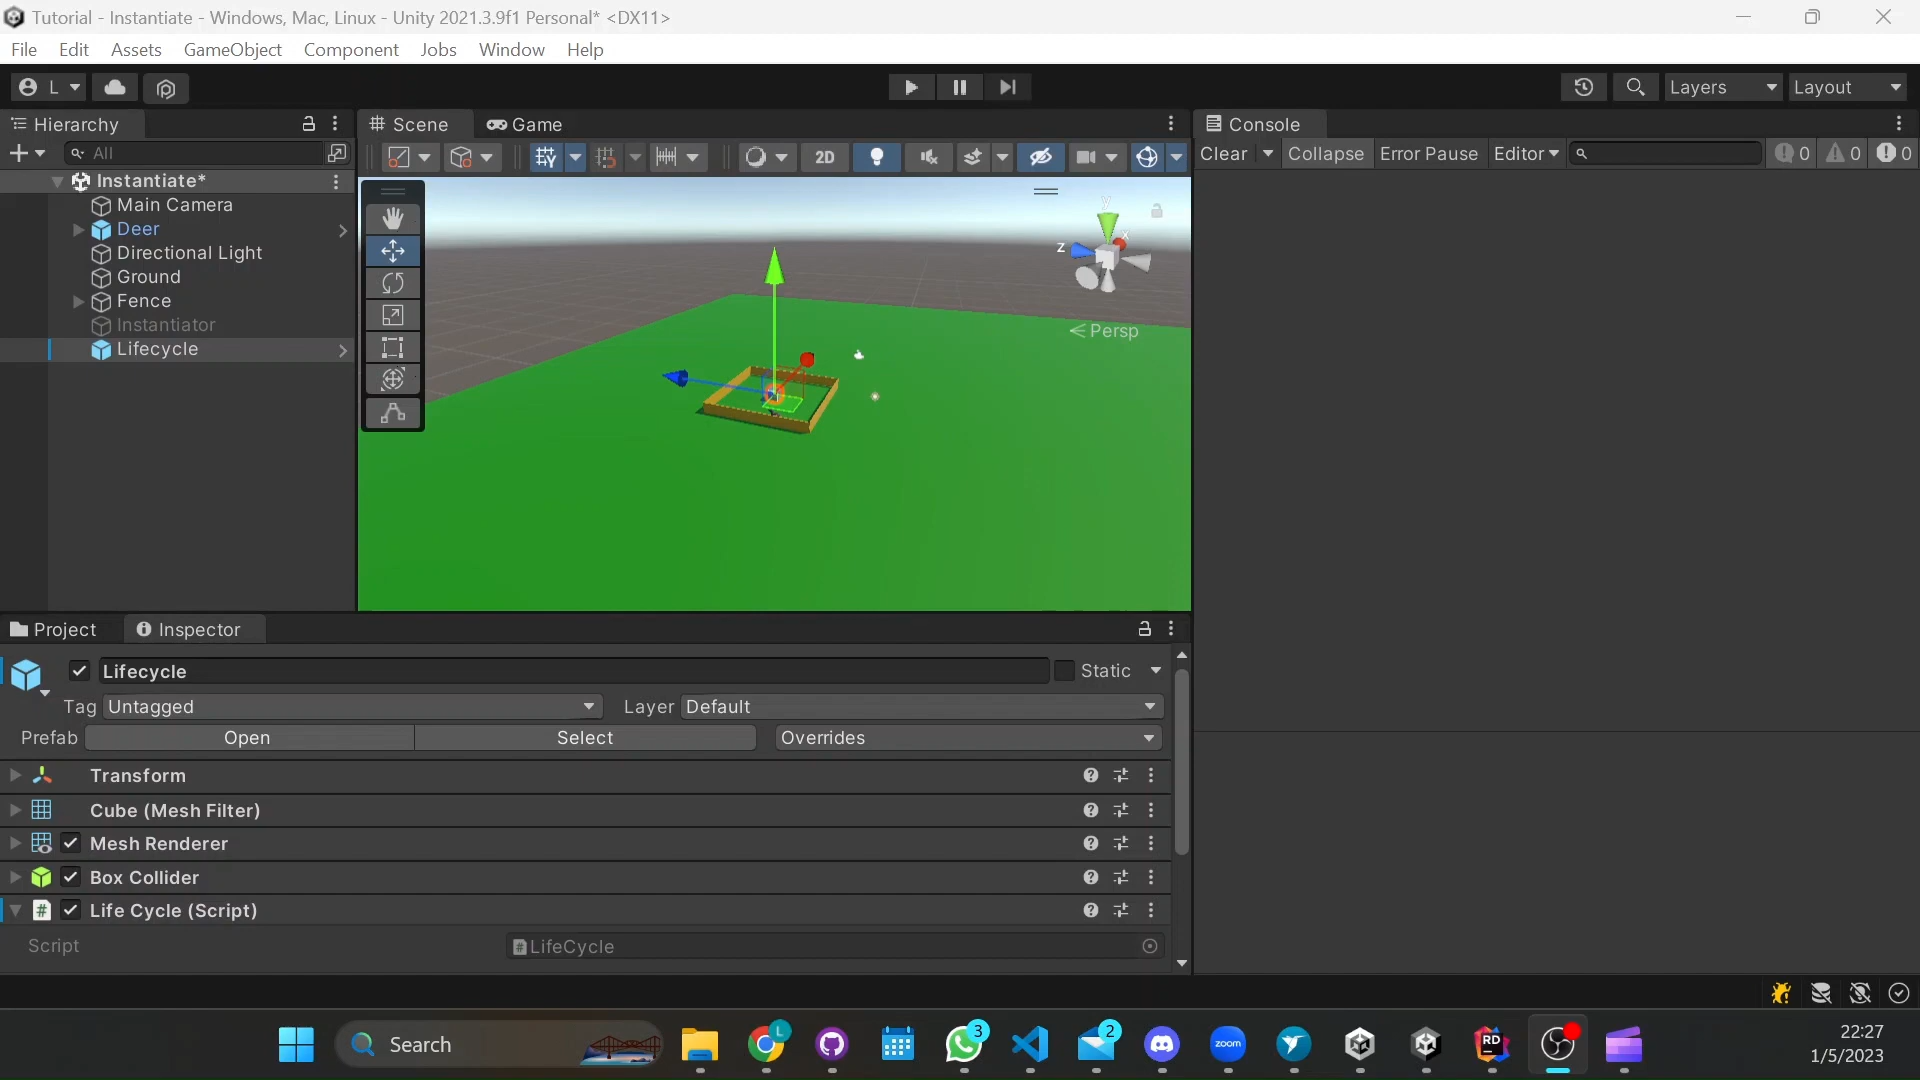 Tutorial - Instantiate - Windows, Mac, Linux - Unity 2021.3.9f1 Personal* <DX11>
File Edit Assets GameObject Component Jobs Window Help
L Layers Layout
Hierarchy Scene Game Console
All 2D Clear Collapse Error Pause Editor 0 0 0
Instantiate*
Main Camera
Deer
Directional Light
Ground
Fence
Instantiator
Lifecycle
y
x
z
Persp
Project Inspector
Lifecycle Static
Tag Untagged Layer Default
Prefab Open Select Overrides
Transform
Cube (Mesh Filter)
Mesh Renderer
Box Collider
# Life Cycle (Script)
Script # LifeCycle
Search L 3 2 zoom RD
22:27
1/5/2023